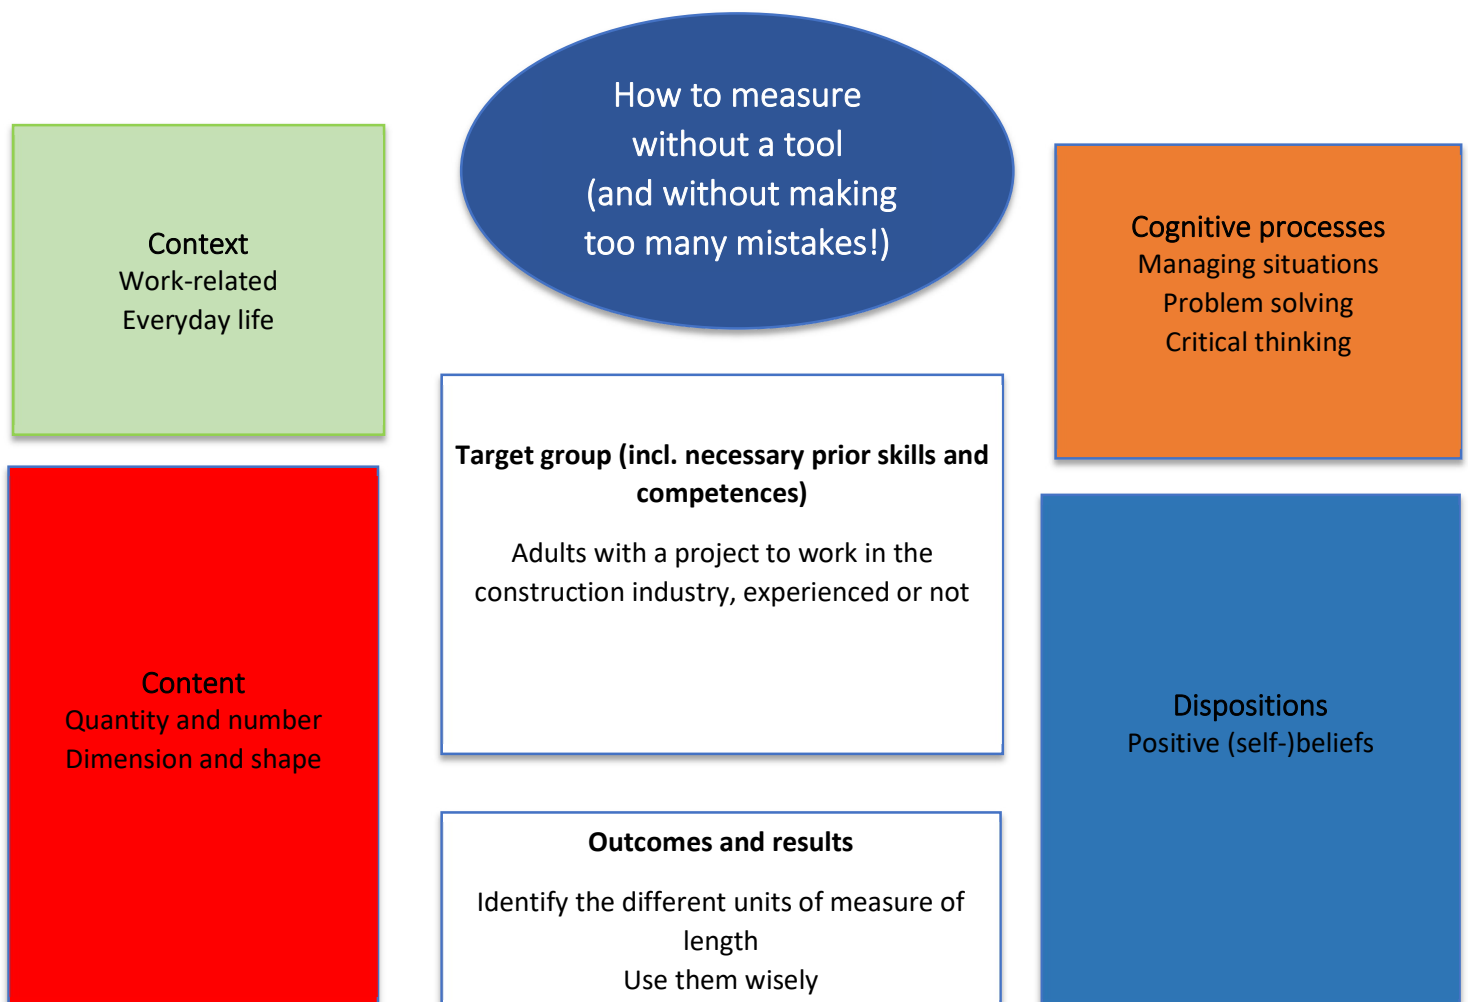 How to measure
without a tool
(and without making
too many mistakes!)
Context
Work-related
Everyday life
Cognitive processes
Managing situations
Problem solving
Critical thinking
Target group (incl. necessary prior skills and
competences)
Adults with a project to work in the
construction industry, experienced or not
Content
Quantity and number
Dimension and shape
Dispositions
Positive (self-)beliefs
Outcomes and results
Identify the different units of measure of
length
Use them wisely